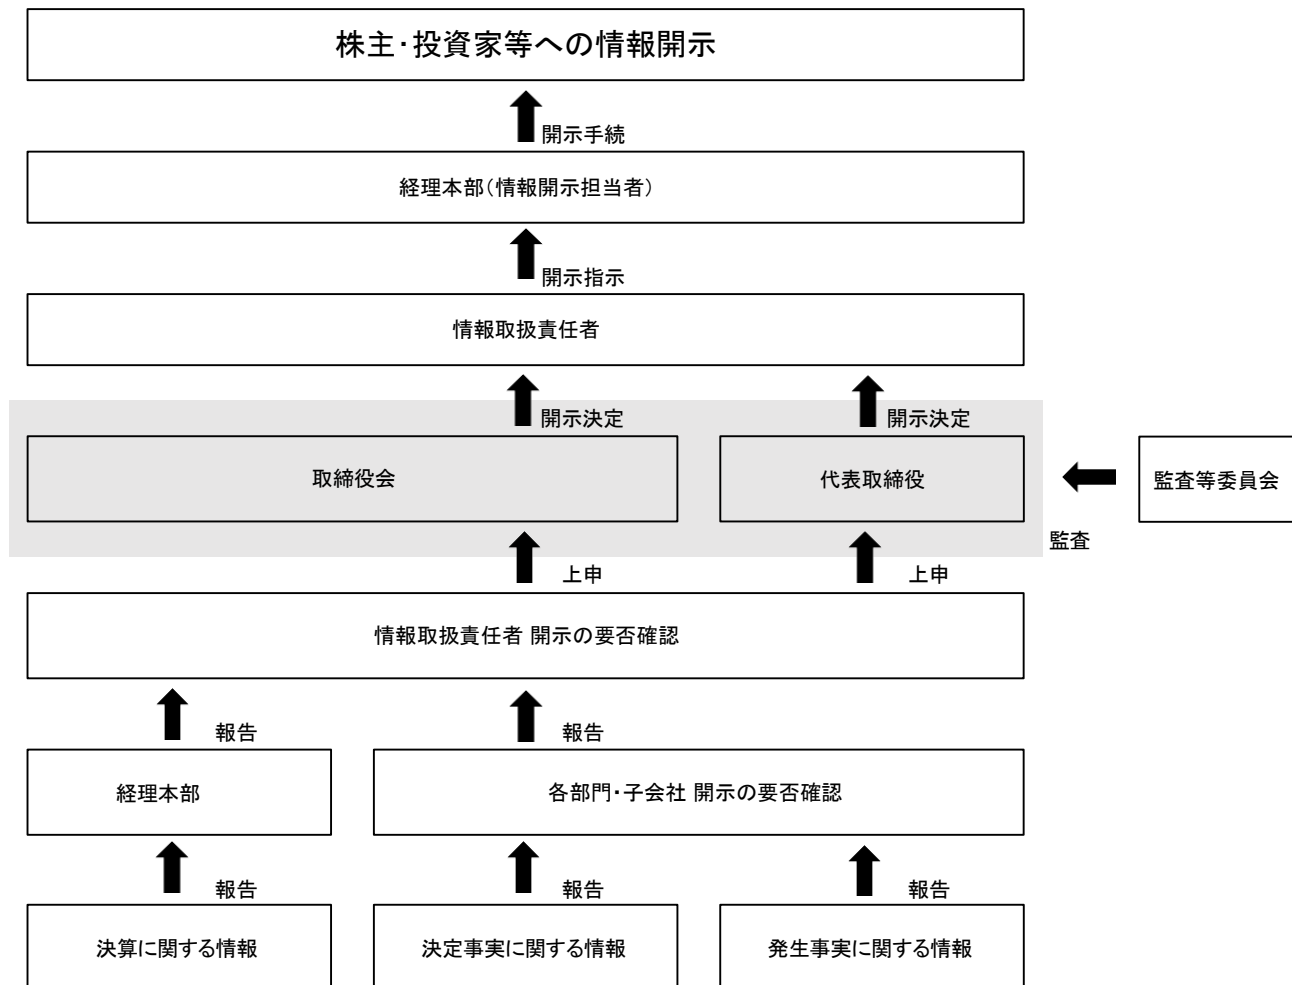 株主・投資家等への情報開示
開示手続
経理本部（情報開示担当者）
開示指示
情報取扱責任者
開示決定
開示決定
取締役会
代表取締役
監査等委員会
監査
上申
上申
情報取扱責任者 開示の要否確認
報告
報告
経理本部
各部門・子会社 開示の要否確認
報告
報告
報告
決算に関する情報
決定事実に関する情報
発生事実に関する情報